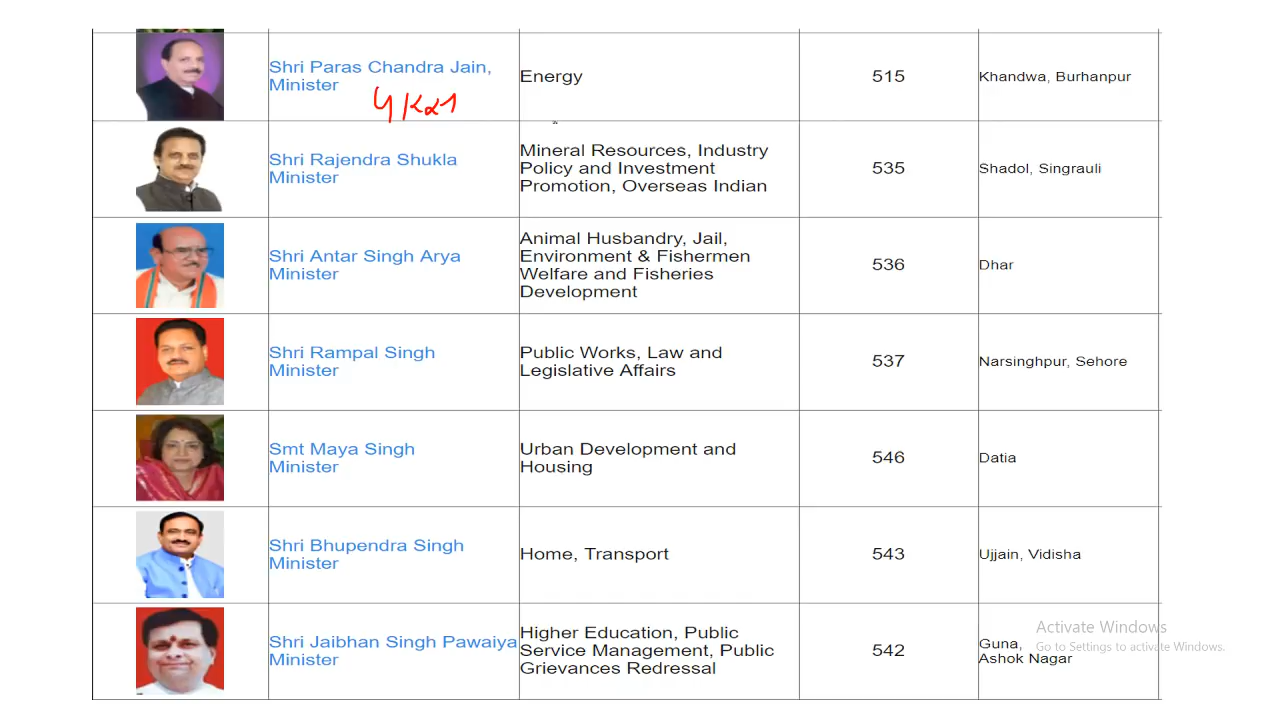 Shri Paras Chandra Jain,
Minister
Energy
515
Khandwa, Burhanpur
Shri Rajendra Shukla
Minister
Mineral Resources, Industry
Policy and Investment
Promotion, Overseas Indian
535
Shadol, Singrauli
Shri Antar Singh Arya
Minister
Animal Husbandry, Jail,
Environment & Fishermen
Welfare and Fisheries
Development
536
Dhar
Shri Rampal Singh
Minister
Public Works, Law and
Legislative Affairs
537
Narsinghpur, Sehore
Smt Maya Singh
Minister
Urban Development and
Housing
546
Datia
Shri Bhupendra Singh
Minister
Home, Transport
543
Ujjain, Vidisha
Shri Jaibhan Singh Pawaiya
Minister
Higher Education, Public
Service Management, Public
Grievances Redressal
542
Guna,
Ashok Nagar
Activate Windows
Go to Settings to activate Windows.